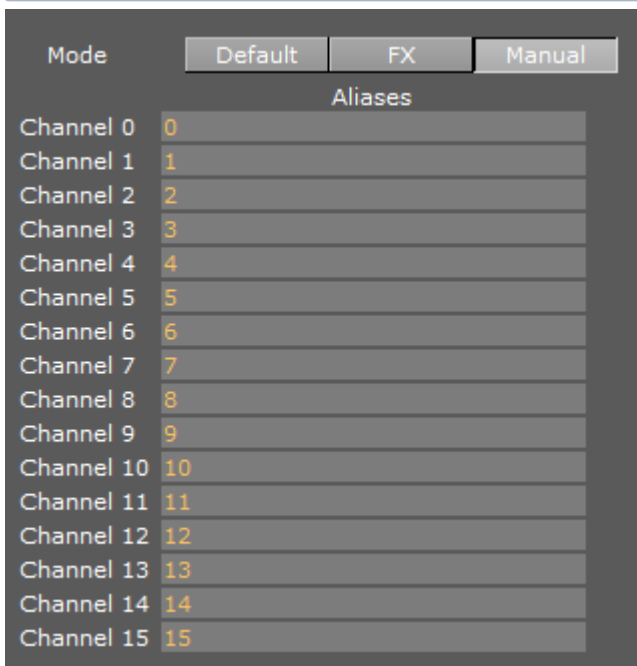 Mode Default FX Manual
Aliases
Channel 0 0
Channel 1 1
Channel 2 2
Channel 3 3
Channel 4 4
Channel 5 5
Channel 6 6
Channel 7 7
Channel 8 8
Channel 9 9
Channel 10 10
Channel 11 11
Channel 12 12
Channel 13 13
Channel 14 14
Channel 15 15